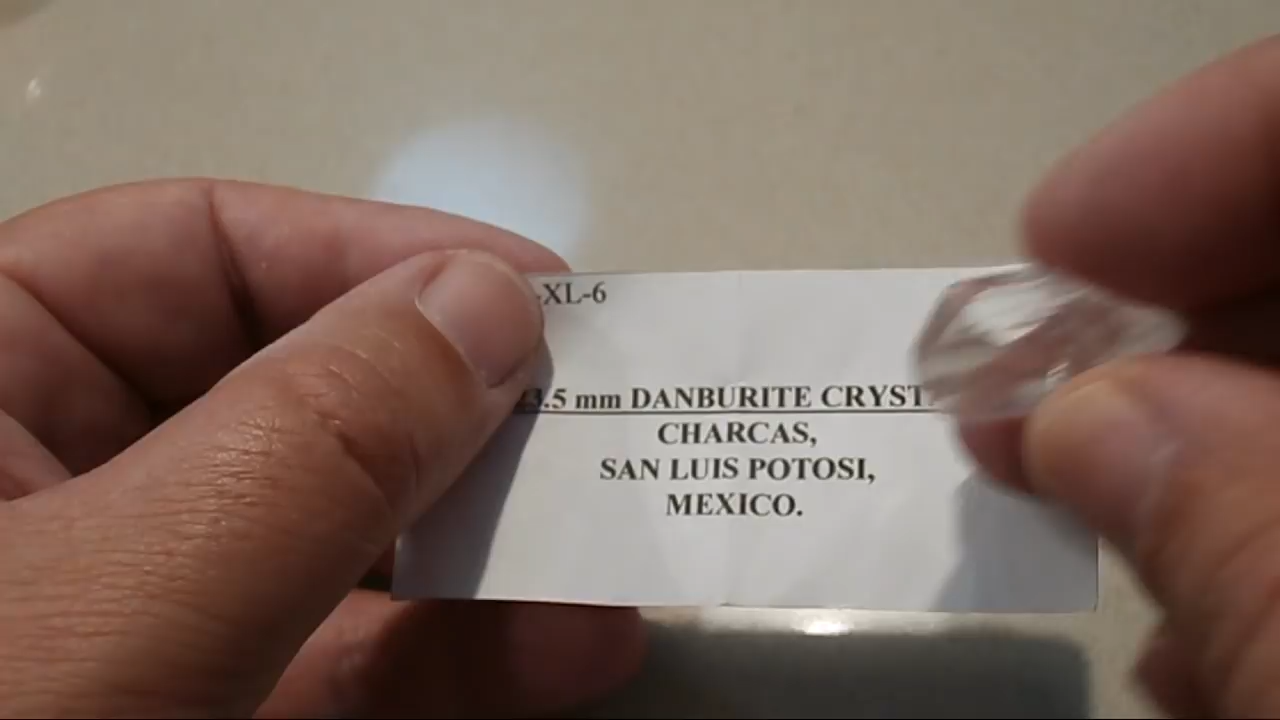 -XL-6
3.5 mm DANBURITE CRYST
CHARCAS,
SAN LUIS POTOSI,
MEXICO.